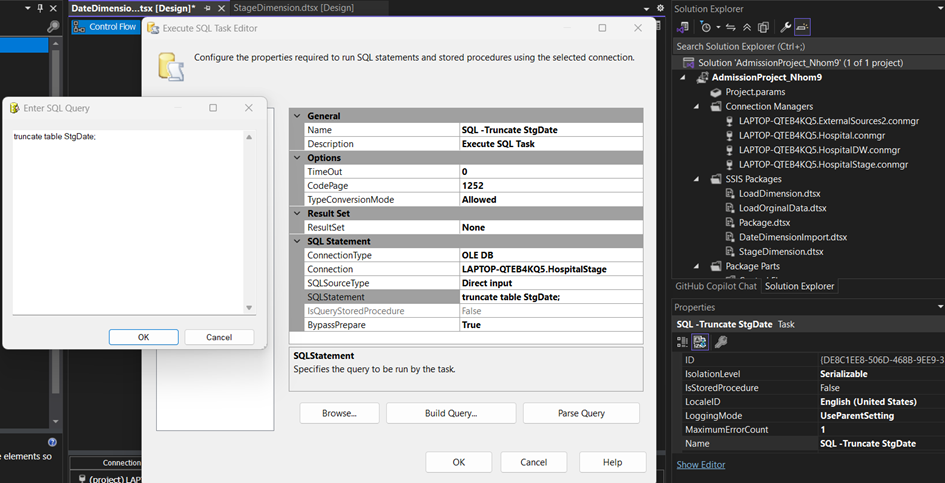 DateDimensio...tsx [Design]*
StageDimension.dtsx [Design]
Control Flow
Enter SQL Query
truncate table StgDate;
OK
Cancel
Execute SQL Task Editor
Configure the properties required to run SQL statements and stored procedures using the selected connection.
General
Name SQL -Truncate StgDate
Description Execute SQL Task
Options
TimeOut 0
CodePage 1252
TypeConversionMode Allowed
Result Set
ResultSet None
SQL Statement
ConnectionType OLE DB
Connection LAPTOP-QTEB4KQ5.HospitalStage
SQLSourceType Direct input
SQLStatement truncate table StgDate;
IsQueryStoredProcedure False
BypassPrepare True
SQLStatement
Specifies the query to be run by the task.
Browse...
Build Query...
Parse Query
OK
Cancel
Help
e elements so
Connection
(project) LAP
Solution Explorer
Search Solution Explorer (Ctrl+;)
Solution 'AdmissionProject_Nhom9' (1 of 1 project)
AdmissionProject_Nhom9
Project.params
Connection Managers
LAPTOP-QTEB4KQ5.ExternalSources2.conmgr
LAPTOP-QTEB4KQ5.Hospital.conmgr
LAPTOP-QTEB4KQ5.HospitalDW.conmgr
LAPTOP-QTEB4KQ5.HospitalStage.conmgr
SSIS Packages
LoadDimension.dtsx
LoadOrginalData.dtsx
Package.dtsx
DateDimensionImport.dtsx
StageDimension.dtsx
Package Parts
GitHub Copilot Chat
Solution Explorer
Properties
SQL -Truncate StgDate Task
ID {DE8C1EE8-506D-468B-9EE9-3
IsolationLevel Serializable
IsStoredProcedure False
LocaleID English (United States)
LoggingMode UseParentSetting
MaximumErrorCount 1
Name SQL -Truncate StgDate
Show Editor